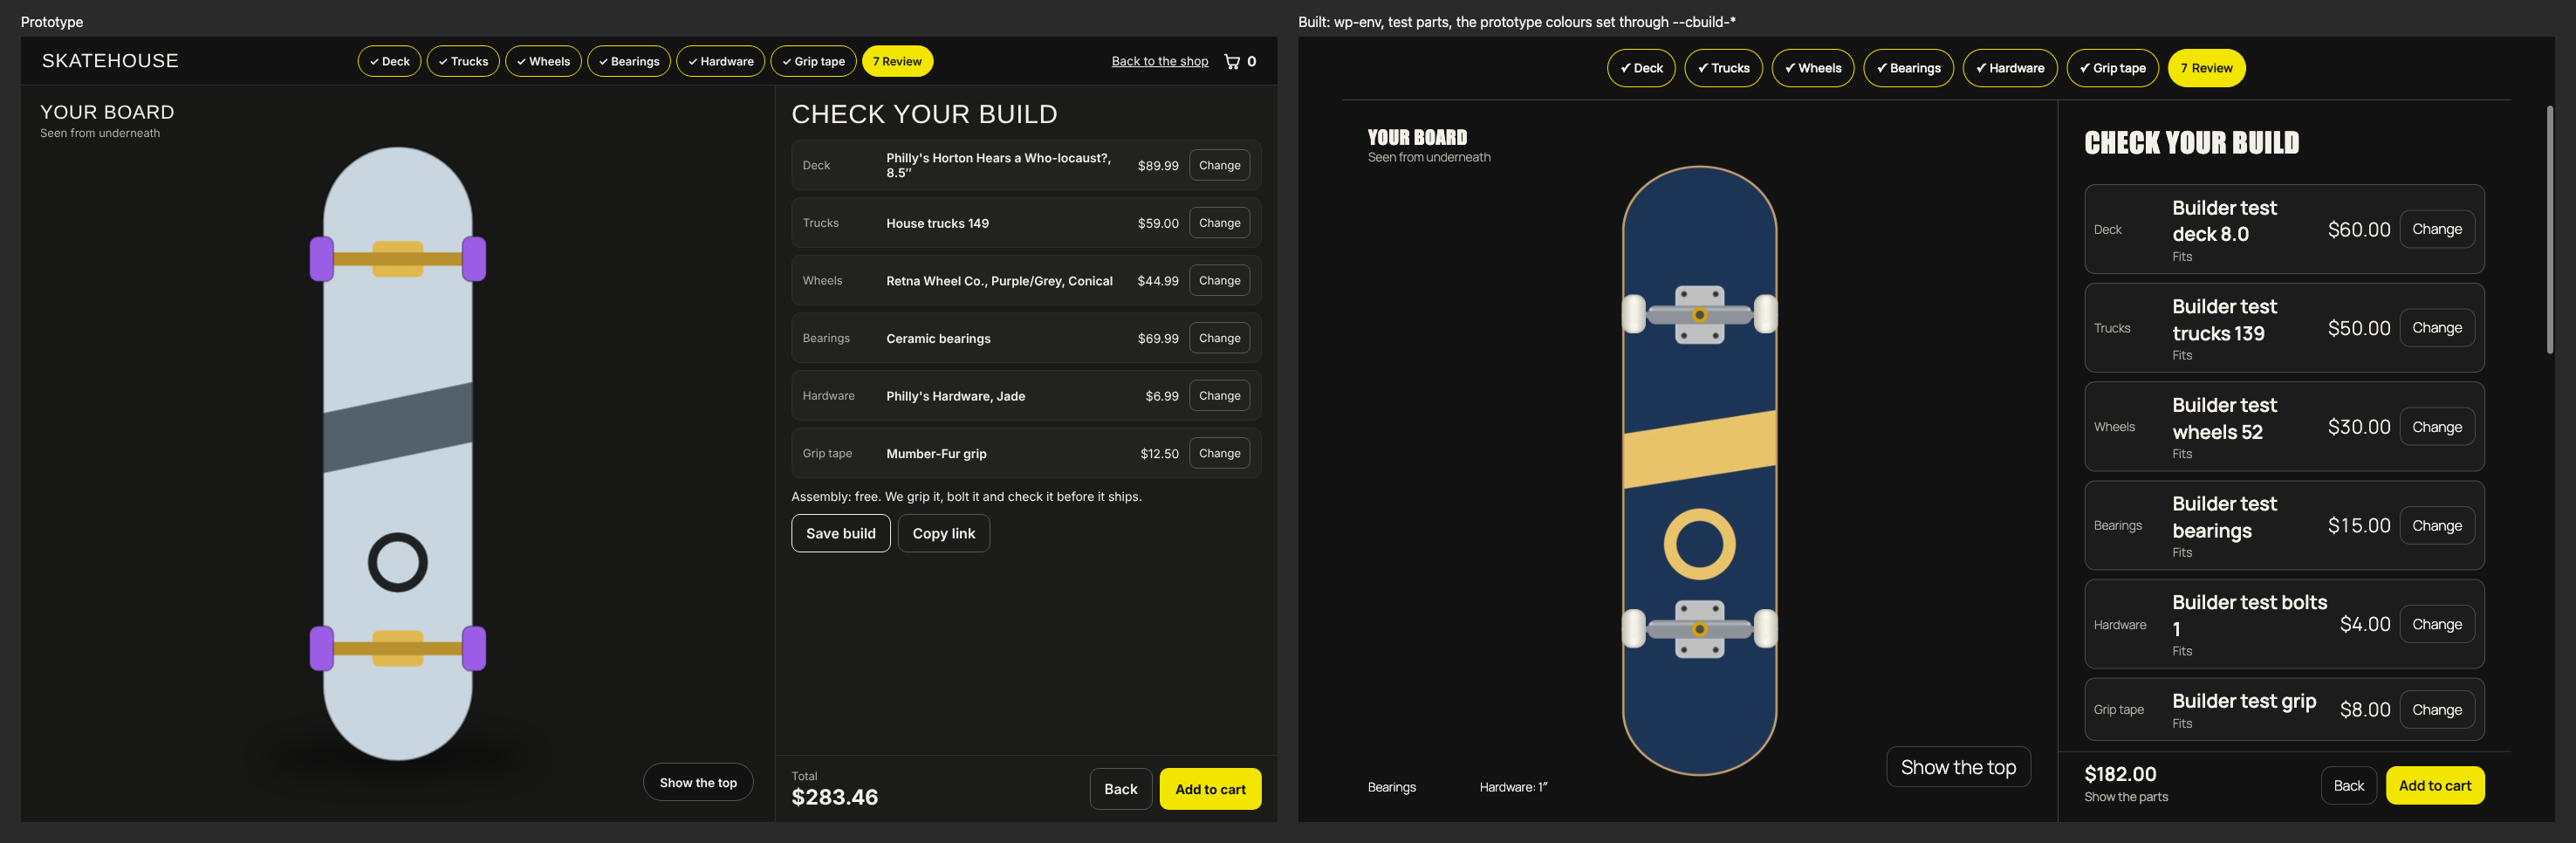 Prototype
SKATEHOUSE
✓ Deck
✓ Trucks
✓ Wheels
✓ Bearings
✓ Hardware
✓ Grip tape
7 Review
Back to the shop
0
YOUR BOARD
Seen from underneath
Show the top
CHECK YOUR BUILD
Deck
Philly's Horton Hears a Who-locaust?,
8.5″
$89.99
Change
Trucks
House trucks 149
$59.00
Change
Wheels
Retna Wheel Co., Purple/Grey, Conical
$44.99
Change
Bearings
Ceramic bearings
$69.99
Change
Hardware
Philly's Hardware, Jade
$6.99
Change
Grip tape
Mumber-Fur grip
$12.50
Change
Assembly: free. We grip it, bolt it and check it before it ships.
Save build
Copy link
Total
$283.46
Back
Add to cart
Built: wp-env, test parts, the prototype colours set through --cbuild-*
✓ Deck
✓ Trucks
✓ Wheels
✓ Bearings
✓ Hardware
✓ Grip tape
7 Review
YOUR BOARD
Seen from underneath
Bearings
Hardware: 1″
Show the top
CHECK YOUR BUILD
Deck
Builder test
deck 8.0
Fits
$60.00
Change
Trucks
Builder test
trucks 139
Fits
$50.00
Change
Wheels
Builder test
wheels 52
Fits
$30.00
Change
Bearings
Builder test
bearings
Fits
$15.00
Change
Hardware
Builder test bolts
1
Fits
$4.00
Change
Grip tape
Builder test grip
Fits
$8.00
Change
$182.00
Show the parts
Back
Add to cart